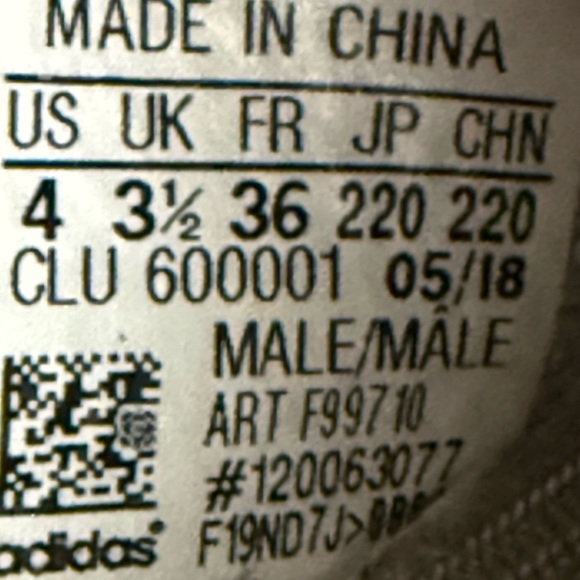 MADE IN CHINA
US UK FR JP CHN
4 3½ 36 220 220
CLU 600001 05/18
MALE/MÂLE
ART F99710
#120063077
F19ND7J>
adidas®